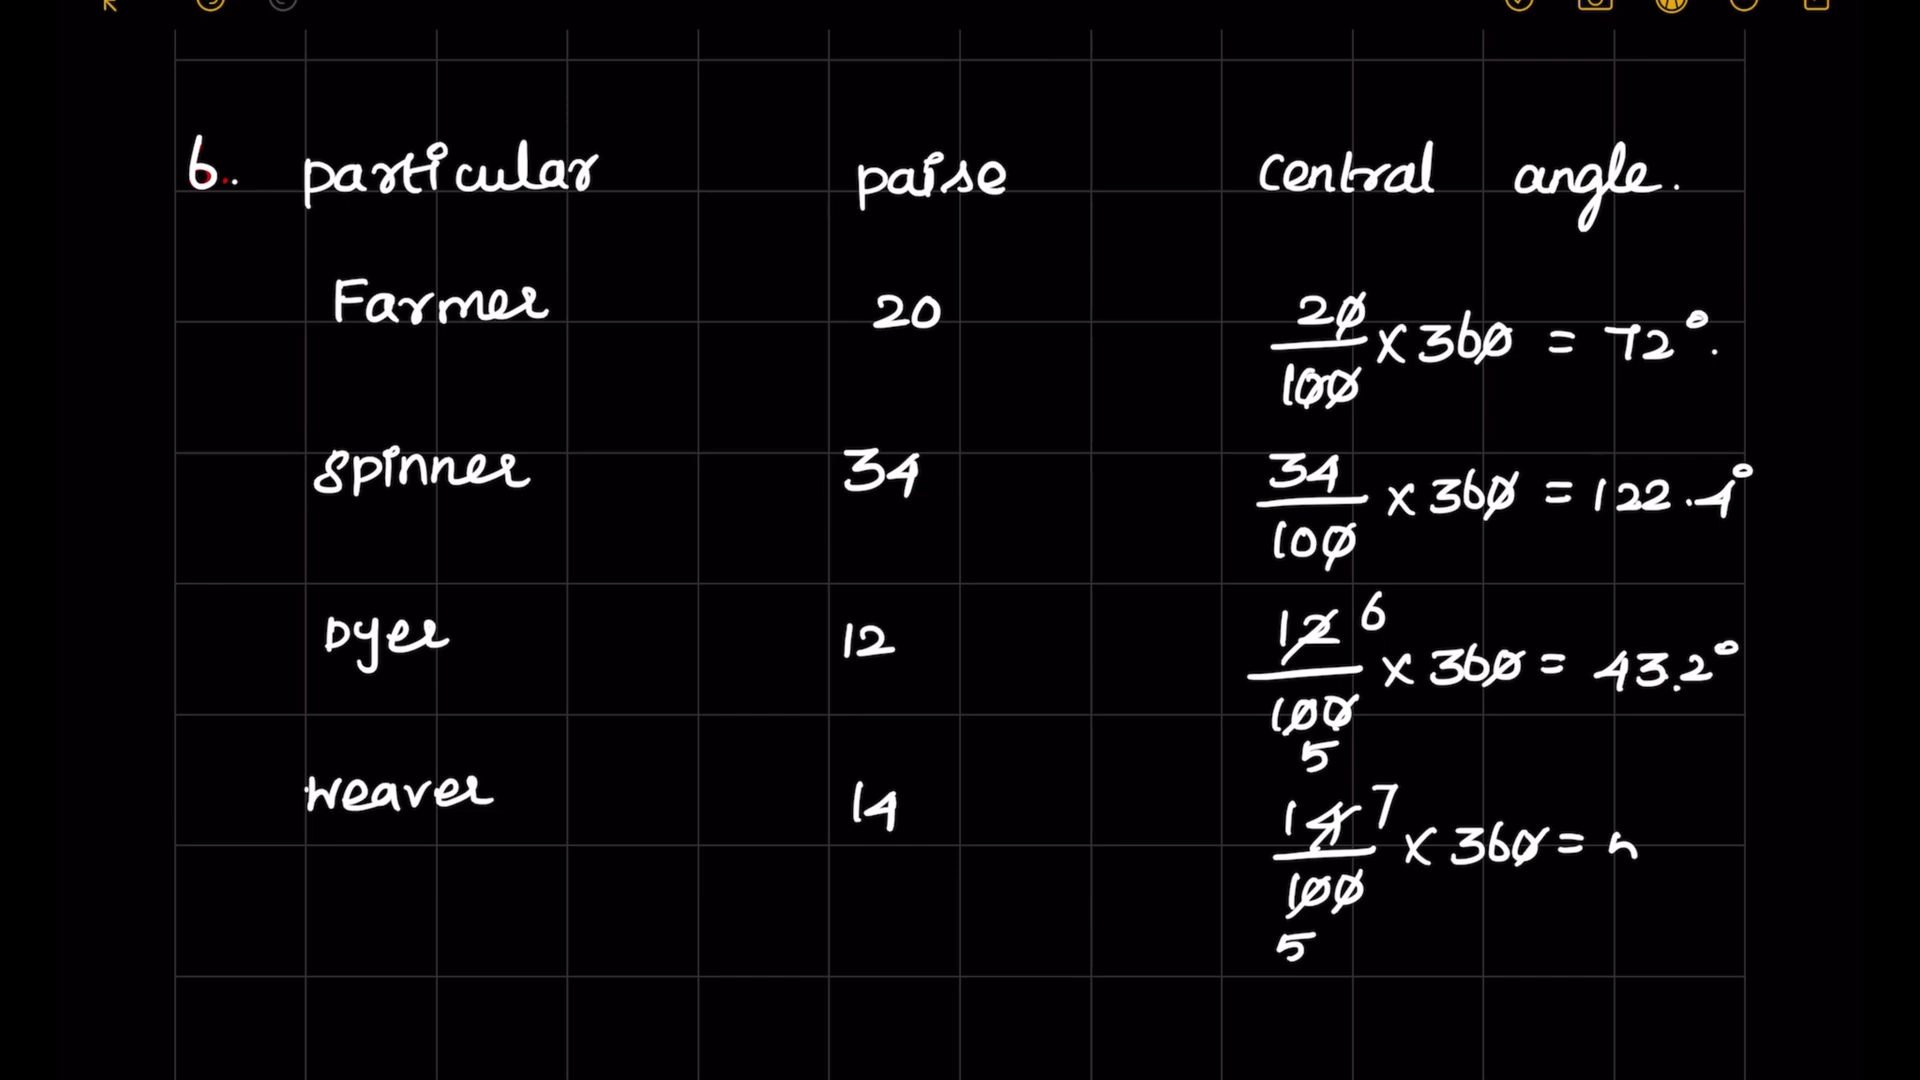 6. particular paise central angle.
Farmer 20 20/100 x 360 = 72°.
Spinner 34 34/100 x 360 = 122.4°
Dyer 12 12/100 6 5 x 360 = 43.2°
Weaver 14 14/100 7 5 x 360 =